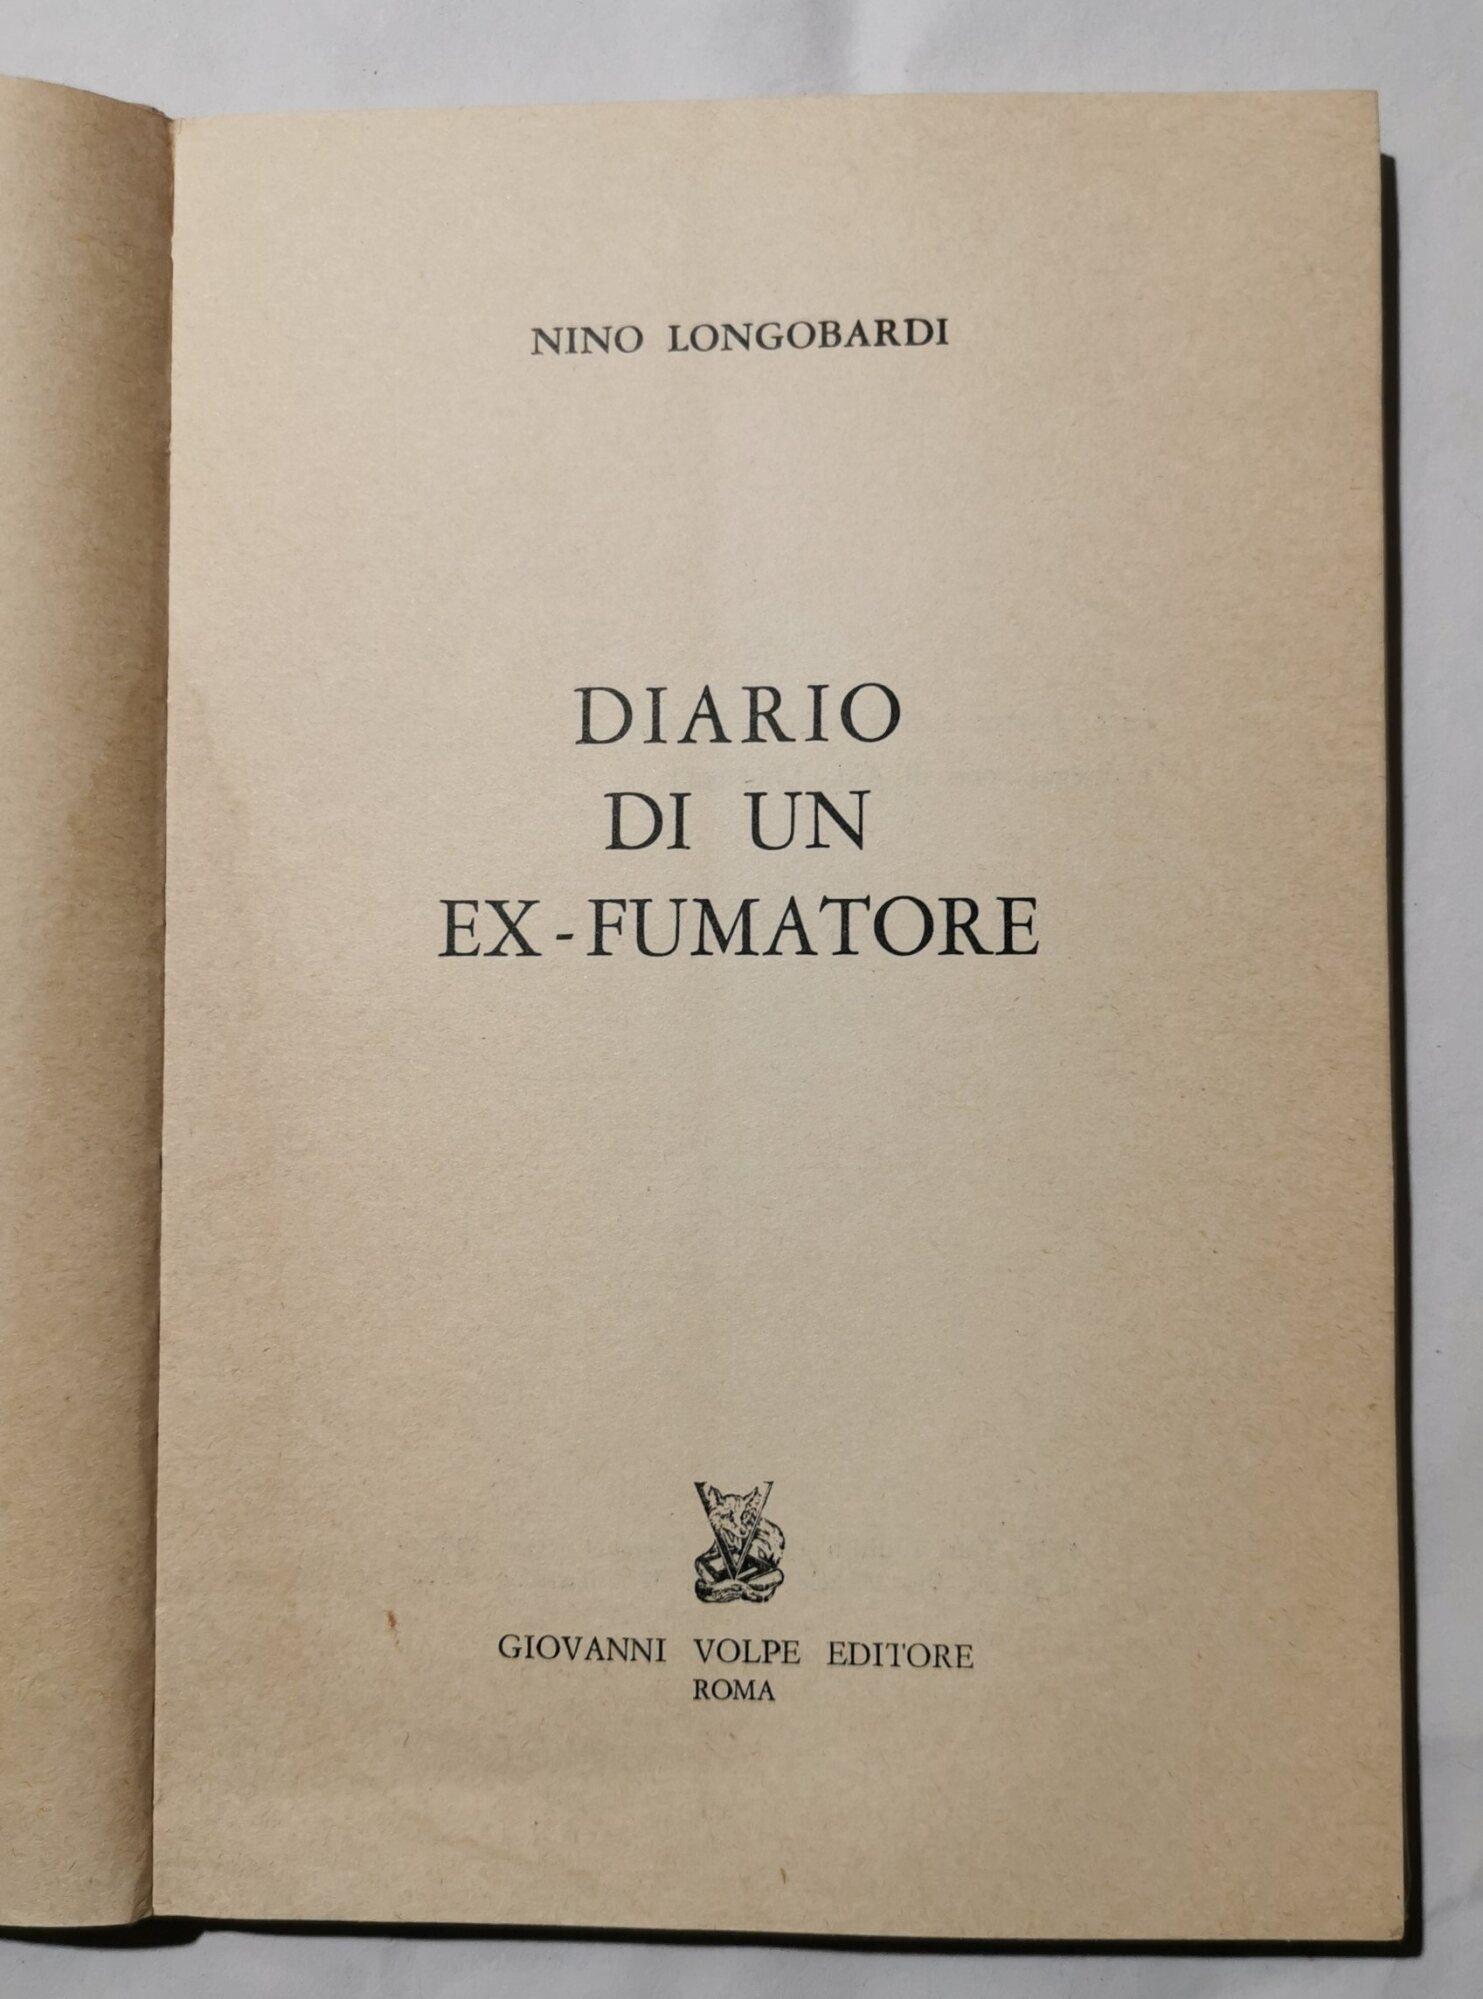 NINO LONGOBARDI
DIARIO
DI UN
EX-FUMATORE
GIOVANNI VOLPE EDITORE
ROMA